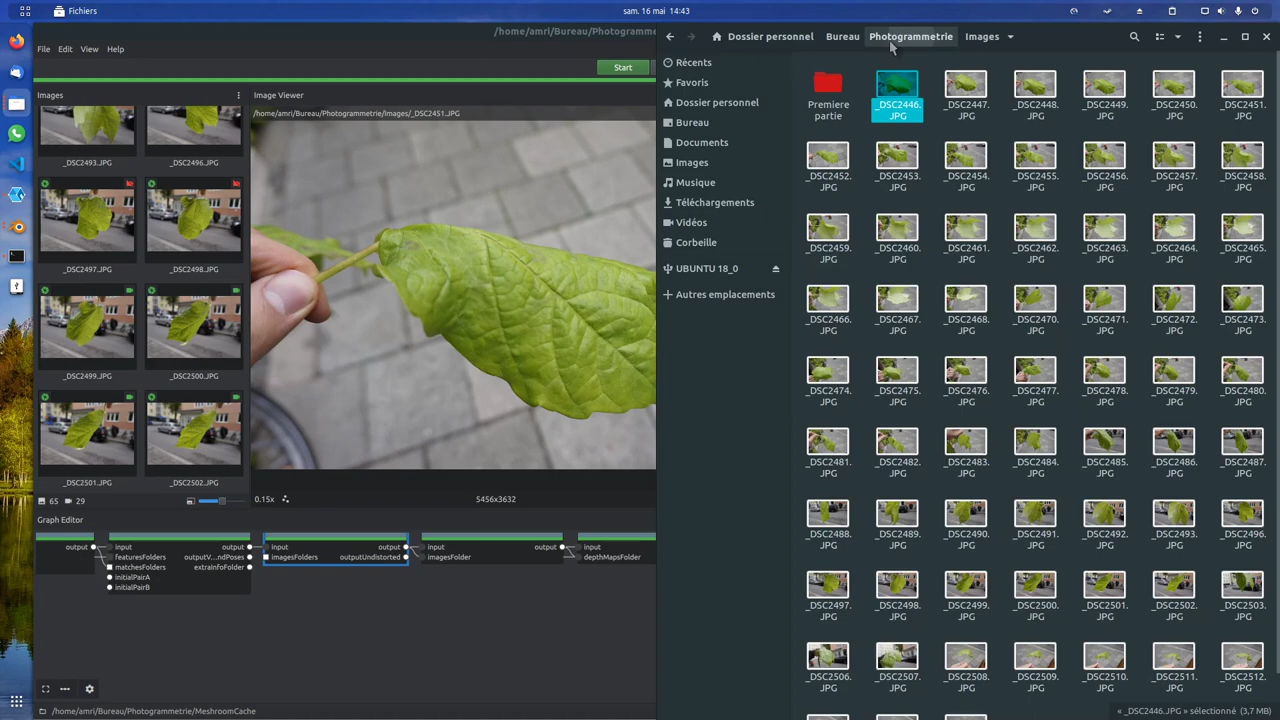 Fichiers
sam. 16 mai  14:43
/home/amri/Bureau/Photogramme
File Edit View Help
Start
Images
Image Viewer
/home/amri/Bureau/Photogrammetrie/Images/_DSC2451.JPG
_DSC2493.JPG
_DSC2496.JPG
_DSC2497.JPG
_DSC2498.JPG
_DSC2499.JPG
_DSC2500.JPG
_DSC2501.JPG
_DSC2502.JPG
65
29
0.15x
5456x3632
Graph Editor
output
input
featuresFolders
matchesFolders
initialPairA
initialPairB
output
outputV...ndPoses
extraInfoFolder
input
imagesFolders
output
outputUndistorted
input
imagesFolder
output
input
depthMapsFolder
/home/amri/Bureau/Photogrammetrie/MeshroomCache
Dossier personnel
Bureau
Photogrammetrie
Images
Récents
Favoris
Dossier personnel
Bureau
Documents
Images
Musique
Téléchargements
Vidéos
Corbeille
UBUNTU 18_0
Autres emplacements
Premiere partie
_DSC2446.JPG
_DSC2447.JPG
_DSC2448.JPG
_DSC2449.JPG
_DSC2450.JPG
_DSC2451.JPG
_DSC2452.JPG
_DSC2453.JPG
_DSC2454.JPG
_DSC2455.JPG
_DSC2456.JPG
_DSC2457.JPG
_DSC2458.JPG
_DSC2459.JPG
_DSC2460.JPG
_DSC2461.JPG
_DSC2462.JPG
_DSC2463.JPG
_DSC2464.JPG
_DSC2465.JPG
_DSC2466.JPG
_DSC2467.JPG
_DSC2468.JPG
_DSC2470.JPG
_DSC2471.JPG
_DSC2472.JPG
_DSC2473.JPG
_DSC2474.JPG
_DSC2475.JPG
_DSC2476.JPG
_DSC2477.JPG
_DSC2478.JPG
_DSC2479.JPG
_DSC2480.JPG
_DSC2481.JPG
_DSC2482.JPG
_DSC2483.JPG
_DSC2484.JPG
_DSC2485.JPG
_DSC2486.JPG
_DSC2487.JPG
_DSC2488.JPG
_DSC2489.JPG
_DSC2490.JPG
_DSC2491.JPG
_DSC2492.JPG
_DSC2493.JPG
_DSC2496.JPG
_DSC2497.JPG
_DSC2498.JPG
_DSC2499.JPG
_DSC2500.JPG
_DSC2501.JPG
_DSC2502.JPG
_DSC2503.JPG
_DSC2506.JPG
_DSC2507.JPG
_DSC2508.JPG
_DSC2509.JPG
_DSC2510.JPG
_DSC2511.JPG
_DSC2512.JPG
« _DSC2446.JPG » sélectionné (3,7 MB)